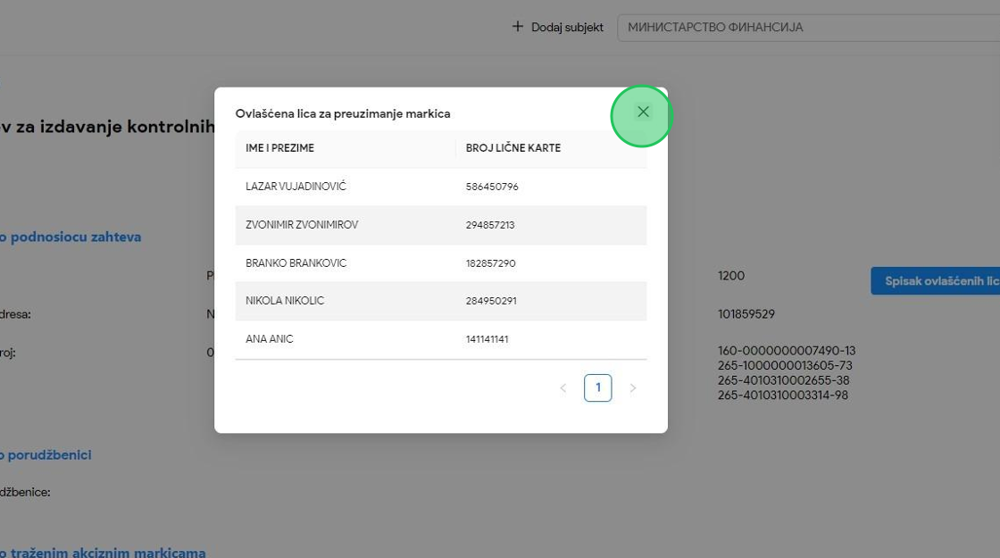 Dodaj subjekt МИНИСТАРСТВО ФИНАНСИЈА
Ovlašćena lica za preuzimanje markica
v za izdavanje kontrolnih
IME I PREZIME BROJ LIČNE KARTE
LAZAR VUJADINOVIĆ 586450796
ZVONIMIR ZVONIMIROV 294857213
o podnosiocu zahteva
BRANKO BRANKOVIC 182857290
P 1200 Spisak ovlašćenih lic
NIKOLA NIKOLIC 284950291
dresa: N 101859529
ANA ANIC 141141141
roj: 0 160-0000000007490-13
265-1000000013605-73
265-4010310002655-38
1
265-4010310003314-98
o porudžbenici
džbenice:
o traženim akciznim markicama